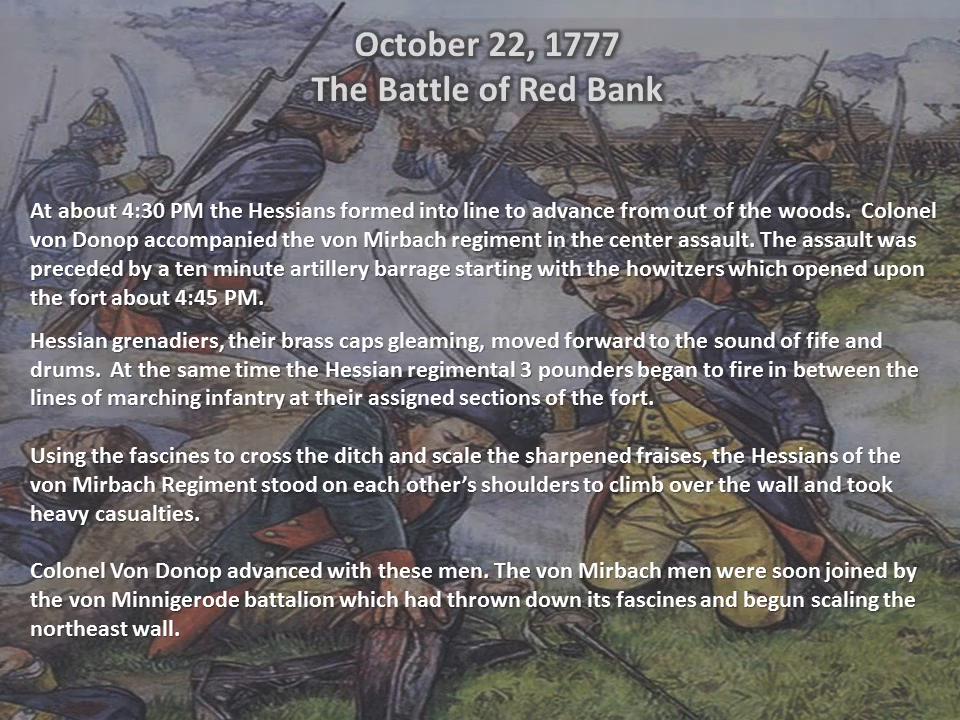 October 22, 1777
The Battle of Red Bank
At about 4:30 PM the Hessians formed into line to advance from out of the woods.  Colonel
von Donop accompanied the von Mirbach regiment in the center assault. The assault was
preceded by a ten minute artillery barrage starting with the howitzers which opened upon
the fort about 4:45 PM.
Hessian grenadiers, their brass caps gleaming, moved forward to the sound of fife and
drums.  At the same time the Hessian regimental 3 pounders began to fire in between the
lines of marching infantry at their assigned sections of the fort.
Using the fascines to cross the ditch and scale the sharpened fraises, the Hessians of the
von Mirbach Regiment stood on each other’s shoulders to climb over the wall and took
heavy casualties.
Colonel Von Donop advanced with these men. The von Mirbach men were soon joined by
the von Minnigerode battalion which had thrown down its fascines and begun scaling the
northeast wall.